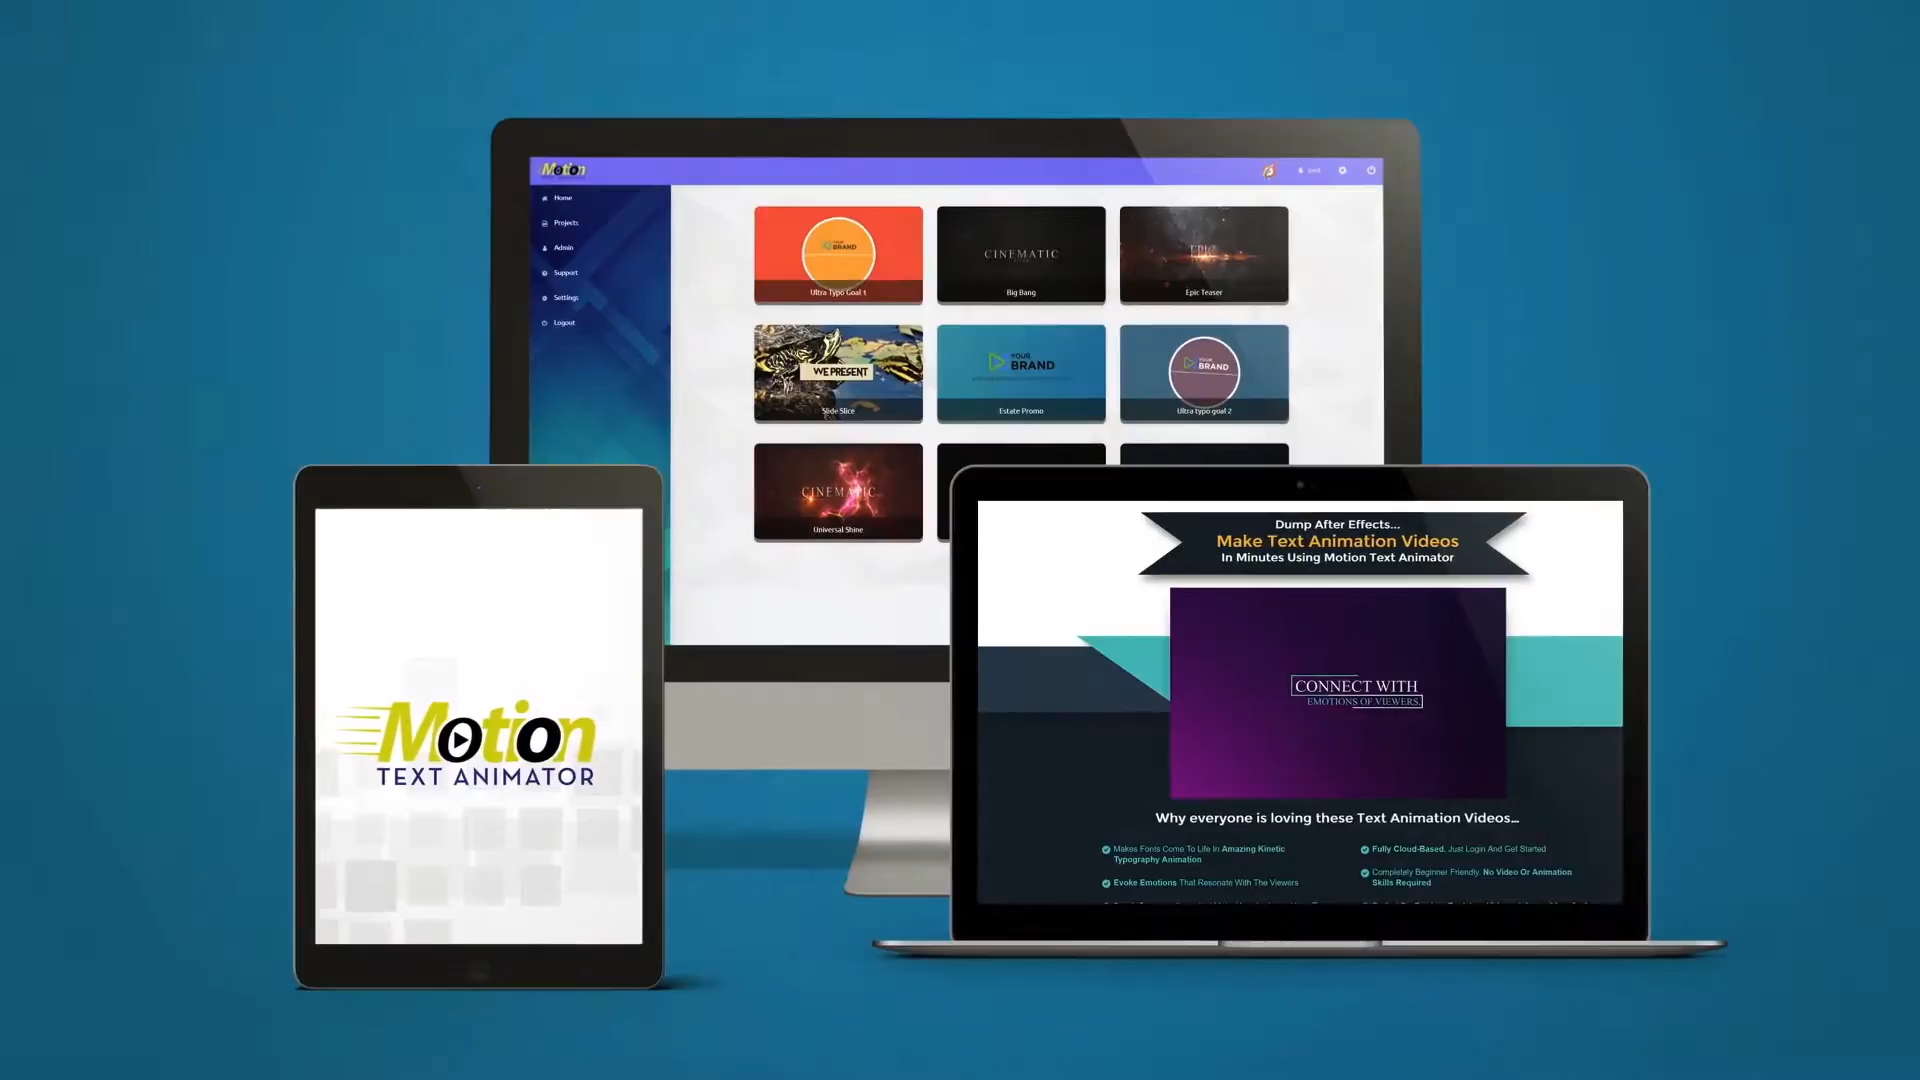 Motion
Home
Projects
Admin
Support
Settings
Logout
YOUR
BRAND
Ultra Typo Goal 1
CINEMATIC
Big Bang
EPIC
Epic Teaser
WE PRESENT
Slide Slice
YOUR
BRAND
Estate Promo
YOUR
BRAND
Ultra typo goal 2
CINEMATIC
Universal Shine
Motion
TEXT ANIMATOR
Dump After Effects...
Make Text Animation Videos
In Minutes Using Motion Text Animator
CONNECT WITH
EMOTIONS OF VIEWERS.
Why everyone is loving these Text Animation Videos...
Makes Fonts Come To Life In Amazing Kinetic
Typography Animation
Evoke Emotions That Resonate With The Viewers
Fully Cloud-Based. Just Login And Get Started
Completely Beginner Friendly. No Video Or Animation
Skills Required